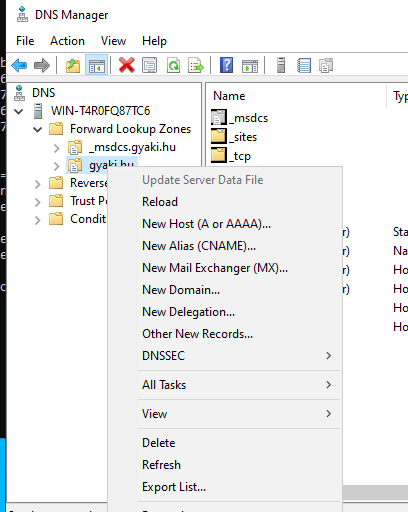 DNS Manager
File Action View Help
DNS
WIN-T4R0FQ87TC6
Forward Lookup Zones
_msdcs.gyaki.hu
gyaki.hu
Reverse
Trust Po
Condit
Name
Ty
_msdcs
_sites
_tcp
Update Server Data File
Reload
New Host (A or AAAA)...
New Alias (CNAME)...
New Mail Exchanger (MX)...
New Domain...
New Delegation...
Other New Records...
DNSSEC
All Tasks
View
Delete
Refresh
Export List...
r) Sta
r) Na
r) Ho
r) Ho
Ho
Ho